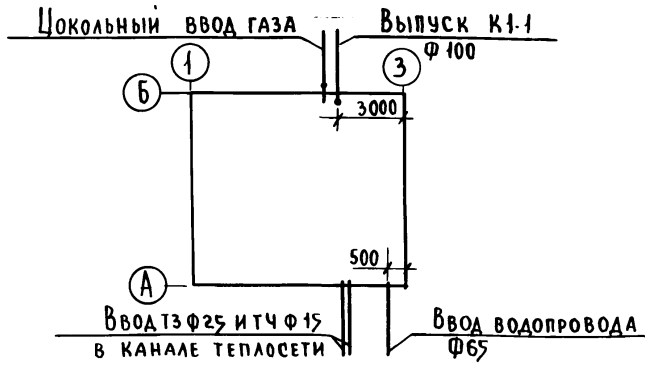 Цокольный ввод газа
Выпуск К1-1
Ф100
1
3
Б
3000
500
А
Ввод Т3 Ф25 и Т4 Ф15
в канале теплосети
Ввод водопровода
Ф65